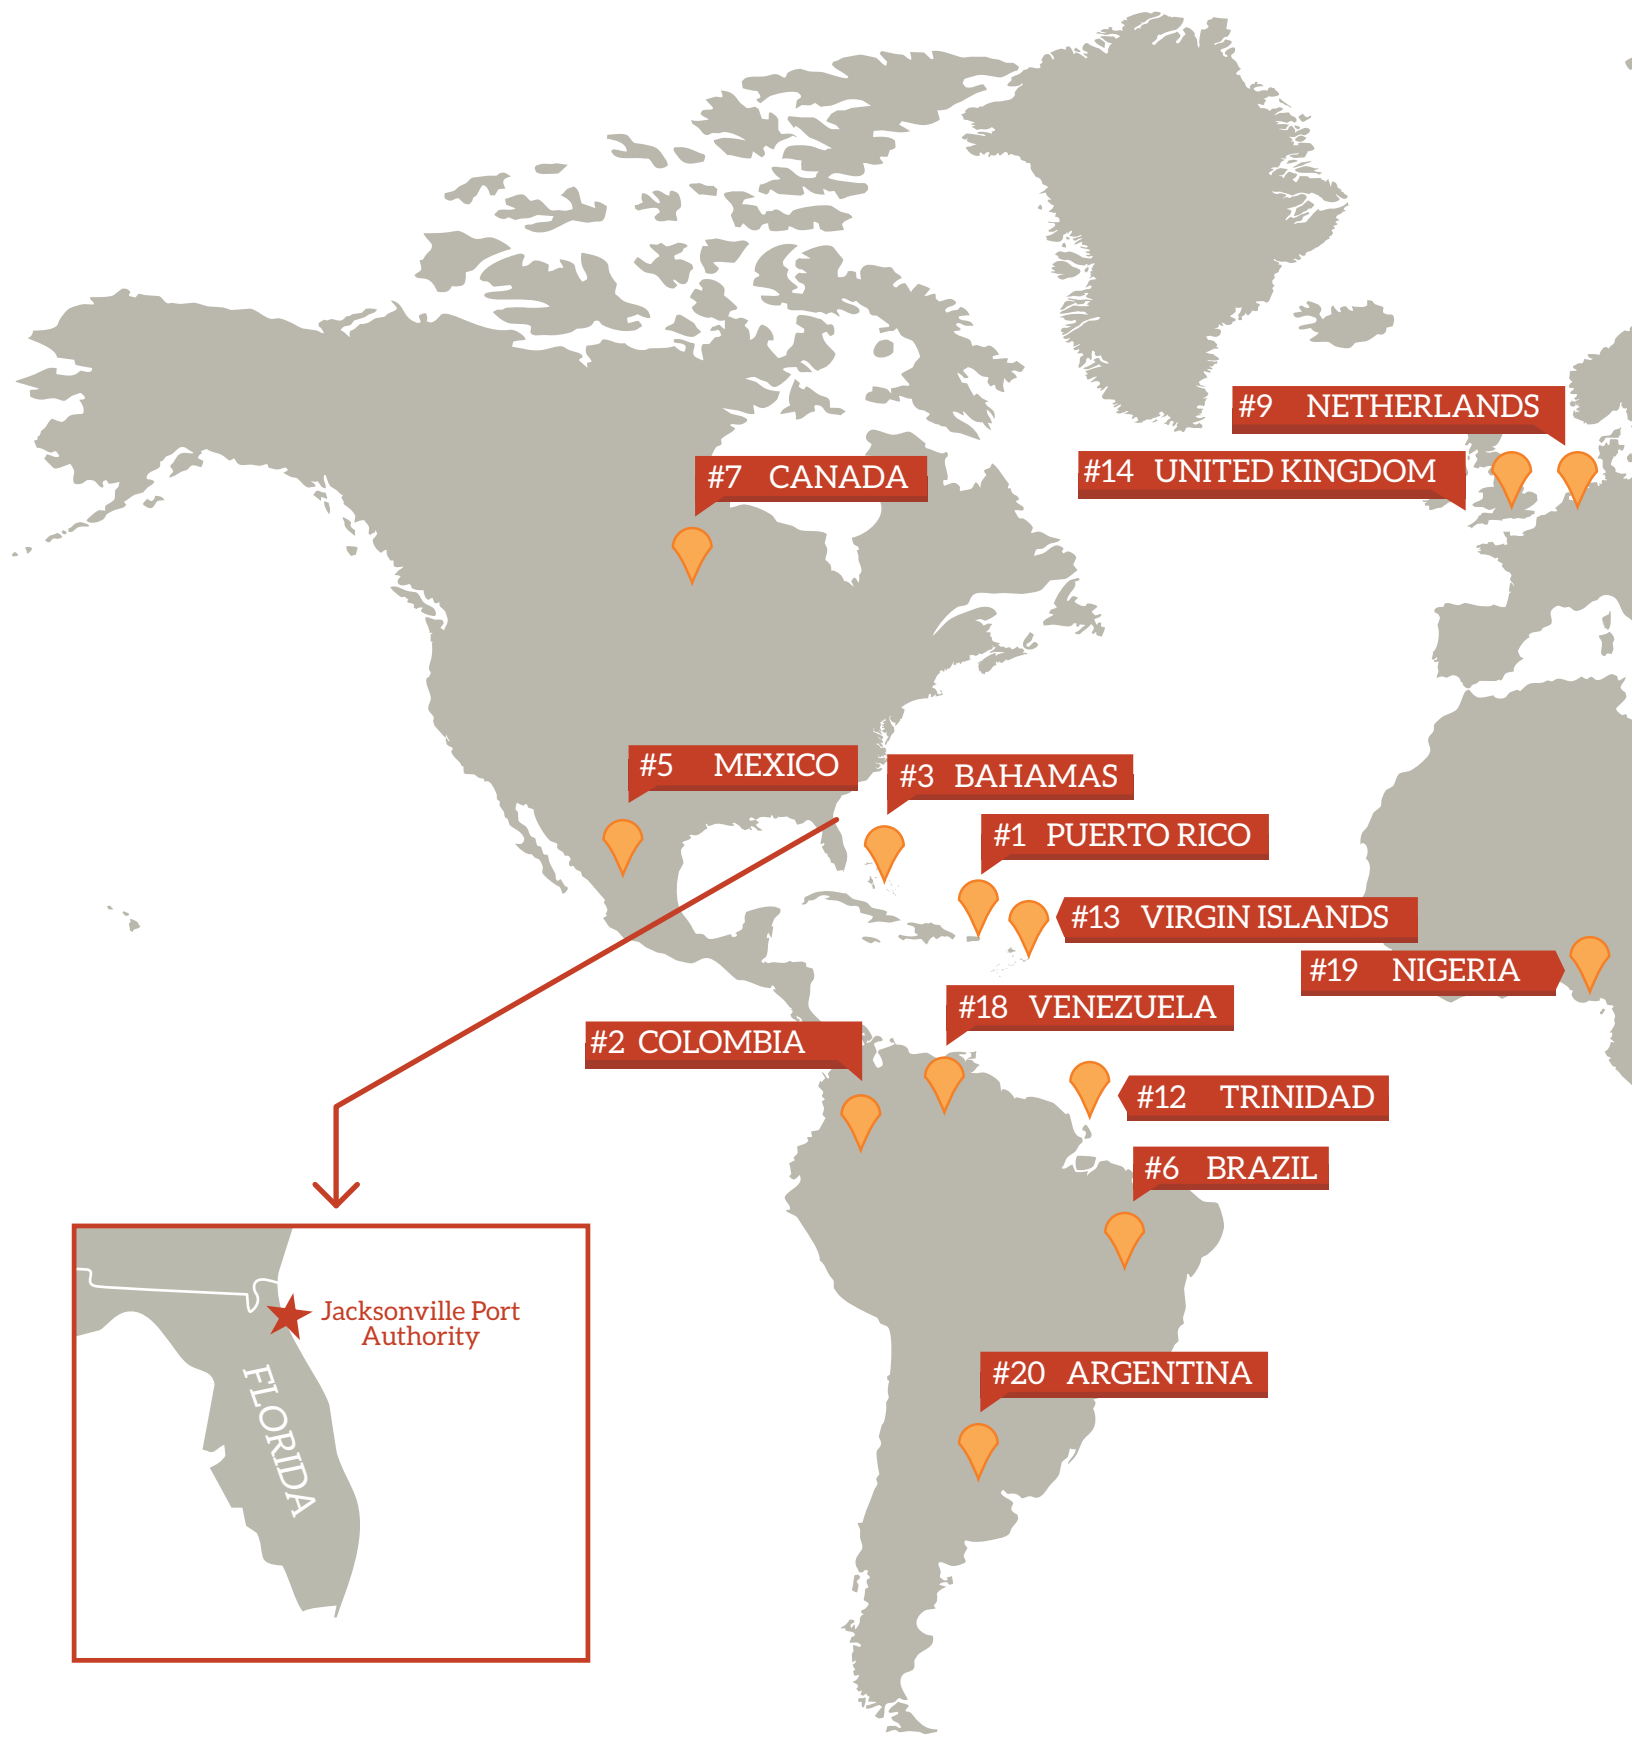 #9 NETHERLANDS
#14 UNITED KINGDOM
#7 CANADA
#5 MEXICO
#3 BAHAMAS
#1 PUERTO RICO
#13 VIRGIN ISLANDS
#19 NIGERIA
#18 VENEZUELA
#2 COLOMBIA
#12 TRINIDAD
#6 BRAZIL
#20 ARGENTINA
Jacksonville Port
Authority
FLORIDA